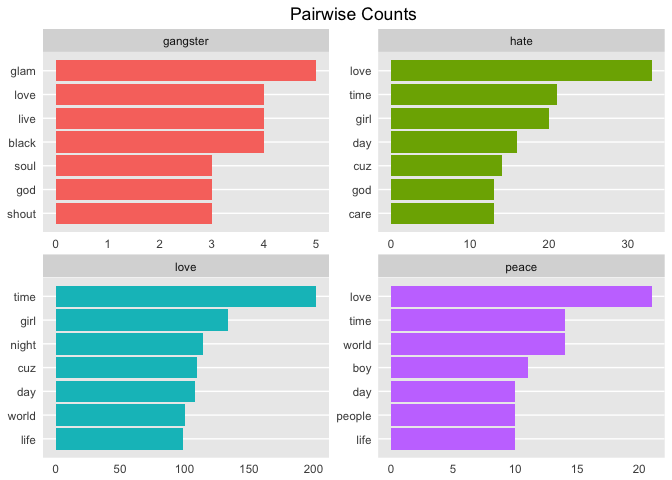 Pairwise Counts
gangster
glam
love
live
black
soul
god
shout
0 1 2 3 4 5
hate
love
time
girl
day
cuz
god
care
0 10 20 30
love
time
girl
night
cuz
day
world
life
0 50 100 150 200
peace
love
time
world
boy
day
people
life
0 5 10 15 20